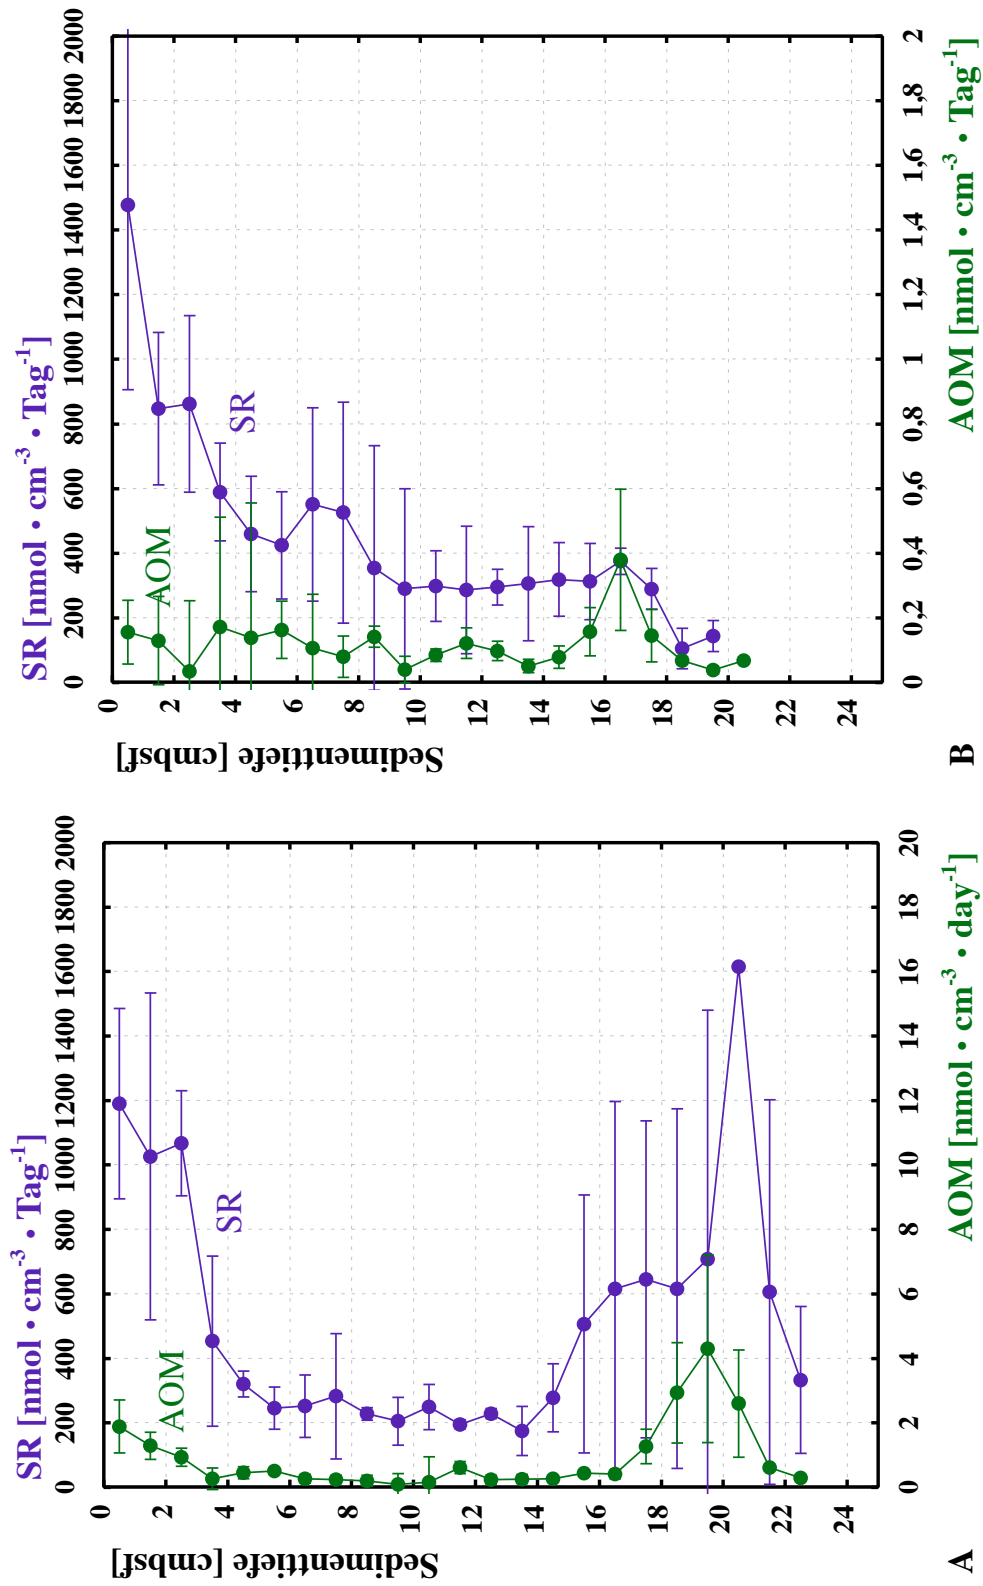 SR [nmol • cm⁻³ • Tag⁻¹]
0 200 400 600 800 1000 1200 1400 1600 1800 2000
Sedimenttiefe [cmbsf]
0
2
4
6
8
10
12
14
16
18
20
22
24
AOM
SR
0 2 4 6 8 10 12 14 16 18 20
AOM [nmol • cm⁻³ • day⁻¹]
A
SR [nmol • cm⁻³ • Tag⁻¹]
0 200 400 600 800 1000 1200 1400 1600 1800 2000
Sedimenttiefe [cmbsf]
0
2
4
6
8
10
12
14
16
18
20
22
24
AOM
SR
0 0,2 0,4 0,6 0,8 1 1,2 1,4 1,6 1,8 2
AOM [nmol • cm⁻³ • Tag⁻¹]
B